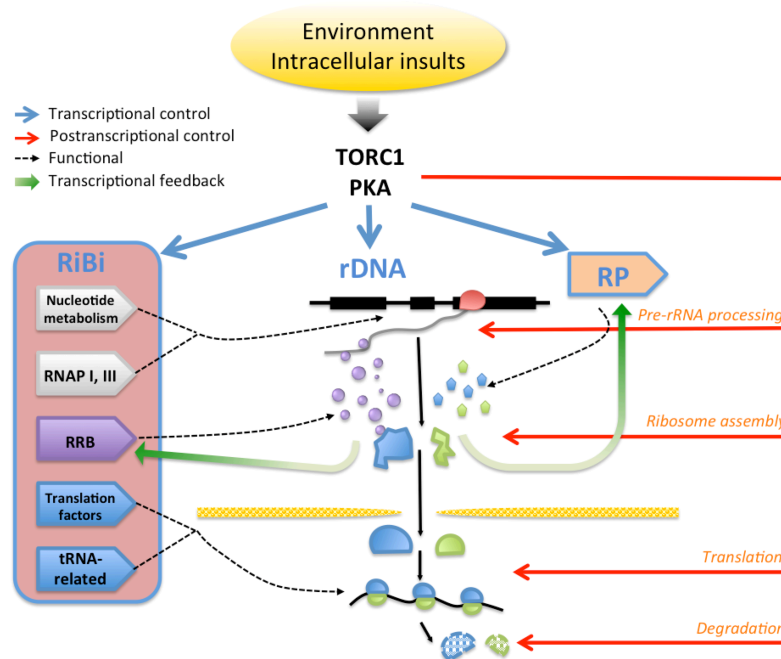 Environment
Intracellular insults
Transcriptional control
Postranscriptional control
Functional
Transcriptional feedback
TORC1
PKA
RiBi
rDNA
RP
Nucleotide
metabolism
Pre-rRNA processing
RNAP I, III
RRB
Ribosome assembly
Translation
factors
tRNA-
related
Translation
Degradation